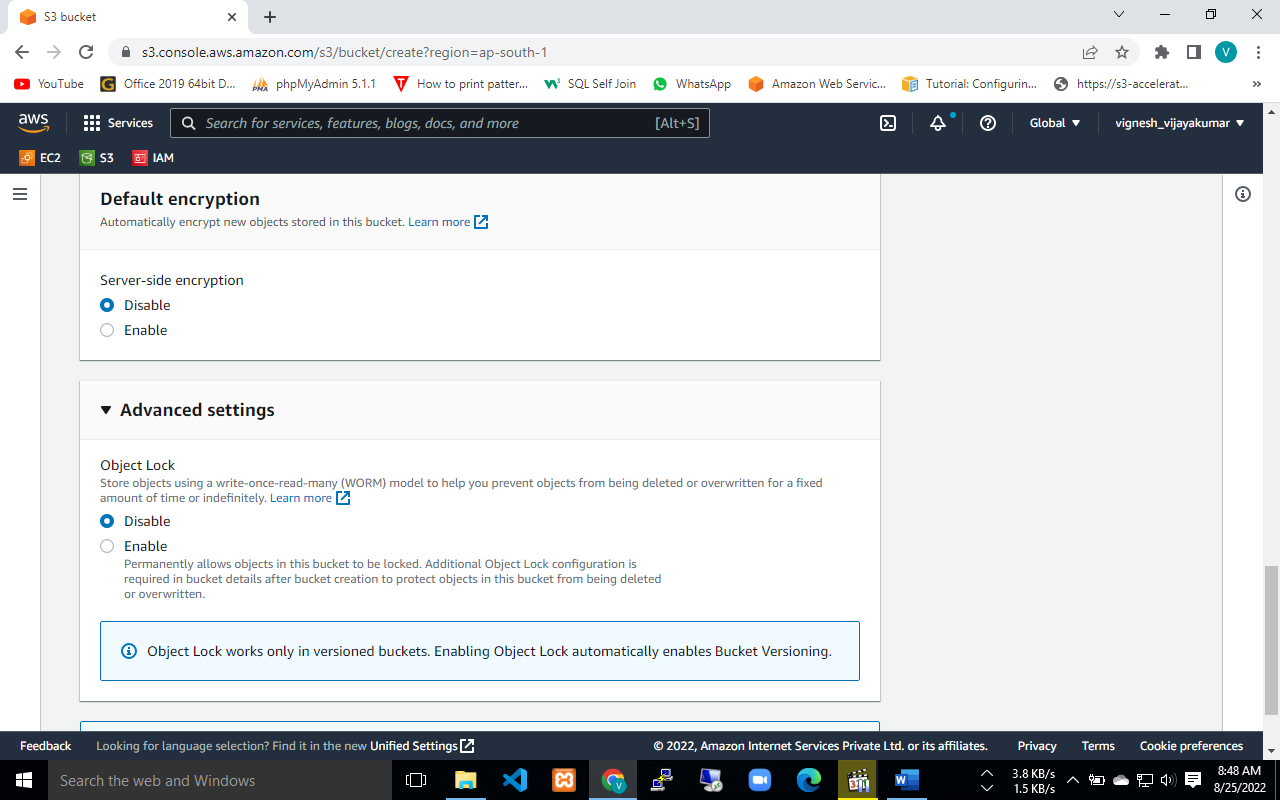 S3 bucket
s3.console.aws.amazon.com/s3/bucket/create?region=ap-south-1
V
YouTube
Office 2019 64bit D...
phpMyAdmin 5.1.1
How to print patter...
SQL Self Join
WhatsApp
Amazon Web Servic...
Tutorial: Configurin...
https://s3-accelerat...
aws
Services
Search for services, features, blogs, docs, and more
[Alt+S]
Global
vignesh_vijayakumar
EC2
S3
IAM
Default encryption
Automatically encrypt new objects stored in this bucket. Learn more
Server-side encryption
Disable
Enable
Advanced settings
Object Lock
Store objects using a write-once-read-many (WORM) model to help you prevent objects from being deleted or overwritten for a fixed
amount of time or indefinitely. Learn more
Disable
Enable
Permanently allows objects in this bucket to be locked. Additional Object Lock configuration is
required in bucket details after bucket creation to protect objects in this bucket from being deleted
or overwritten.
Object Lock works only in versioned buckets. Enabling Object Lock automatically enables Bucket Versioning.
Feedback
Looking for language selection? Find it in the new Unified Settings
© 2022, Amazon Internet Services Private Ltd. or its affiliates.
Privacy
Terms
Cookie preferences
Search the web and Windows
3.8 KB/s
1.5 KB/s
8:48 AM
8/25/2022